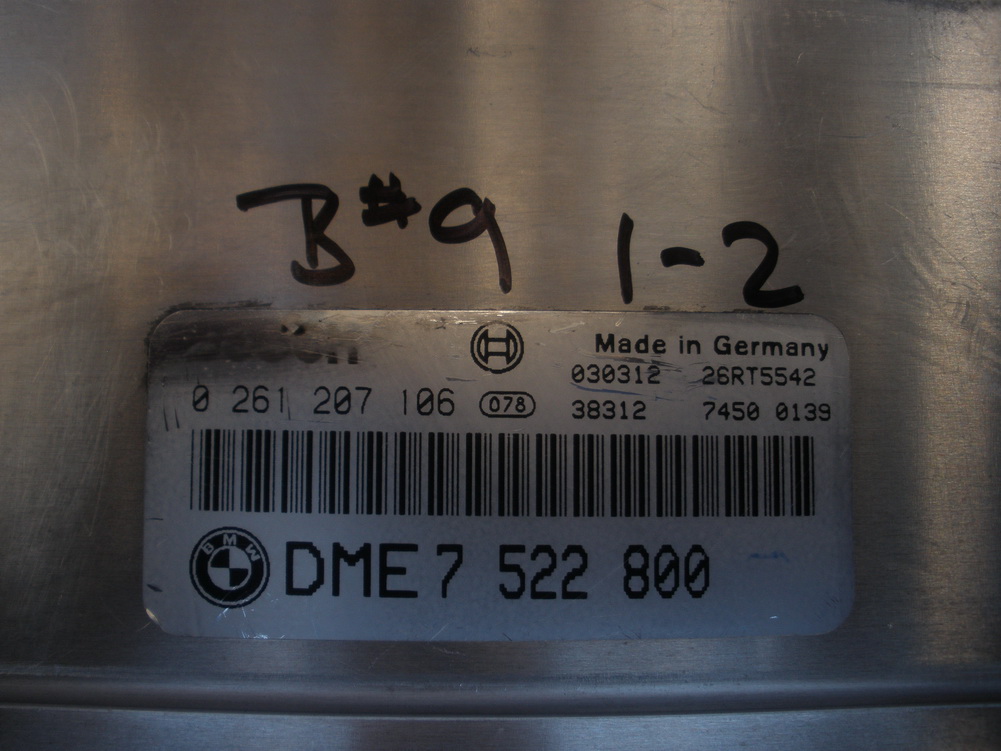 B#9 1-2
Made in Germany
030312 26RT5542
0 261 207 106 078 38312 7450 0139
BMW DME 7 522 800